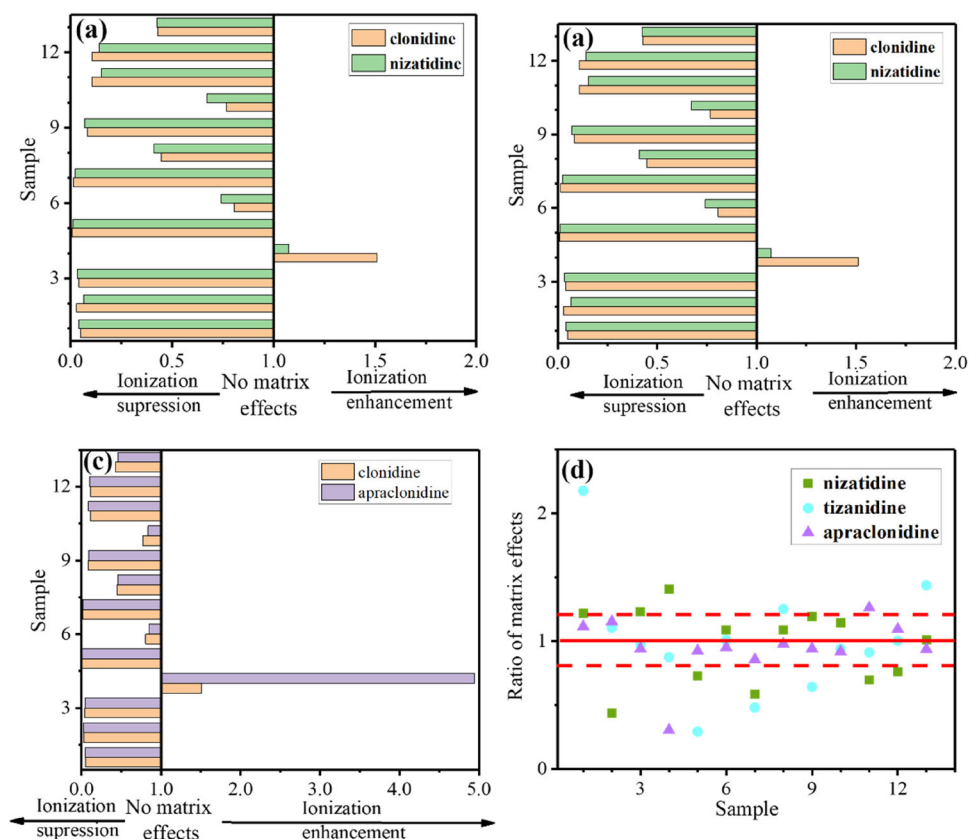 (a)
clonidine
nizatidine
12
9
6
3
Sample
0.0 0.5 1.0 1.5 2.0
Ionization
supression
No matrix
effects
Ionization
enhancement
(a)
clonidine
nizatidine
12
9
6
3
Sample
0.0 0.5 1.0 1.5 2.0
Ionization
supression
No matrix
effects
Ionization
enhancement
(c)
clonidine
apraclonidine
12
9
6
3
Sample
0.0 1.0 2.0 3.0 4.0 5.0
Ionization
supression
No matrix
effects
Ionization
enhancement
(d)
nizatidine
tizanidine
apraclonidine
2
1
0
Ratio of matrix effects
3 6 9 12
Sample